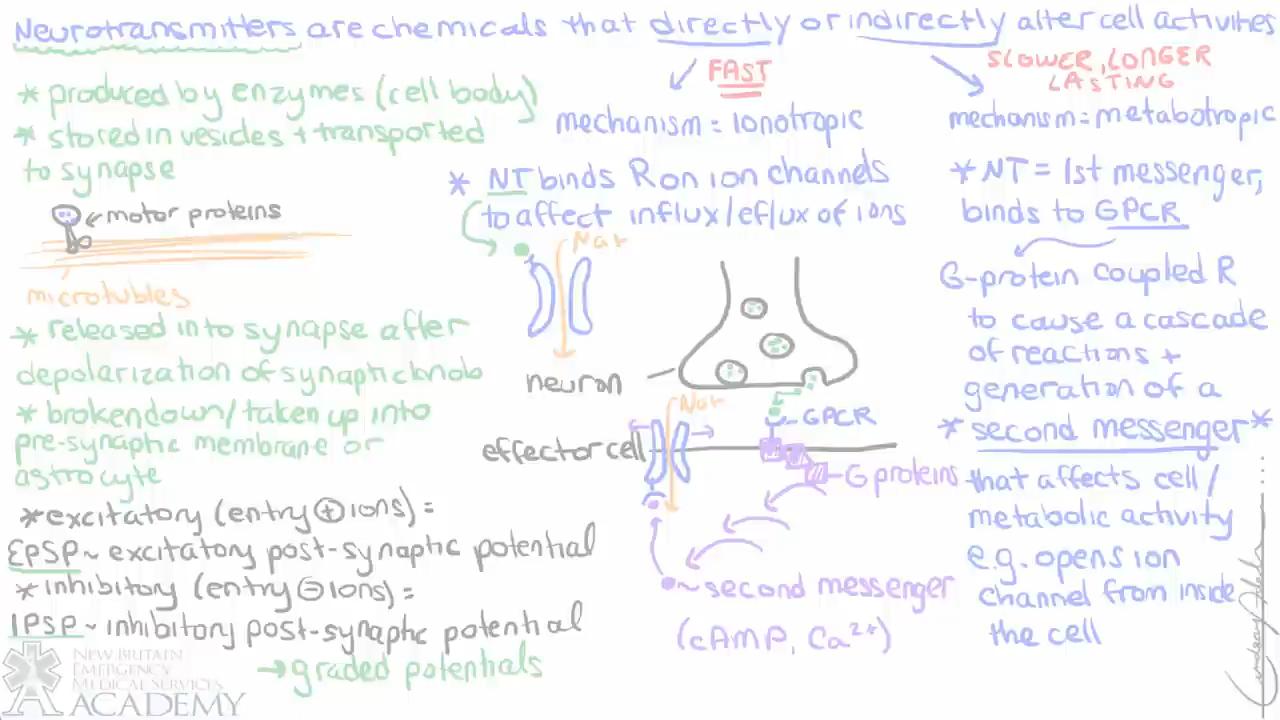 Neurotransmitters are chemicals that directly or indirectly alter cell activities
* produced by enzymes (cell body)
* stored in vesicles + transported
to synapse
motor proteins
microtubles
* released into synapse after
depolarization of synaptic knob
* broken down/taken up into
pre-synaptic membrane or
astrocyte
*excitatory (entry ⊕ ions) =
EPSP ~ excitatory post-synaptic potential
*inhibitory (entry ⊖ ions) =
IPSP ~ inhibitory post-synaptic potential
→ graded potentials
NEW BRITAIN
EMERGENCY
MEDICAL SERVICES
ACADEMY
FAST
mechanism = Ionotropic
* NT binds R on ion channels
to affect influx/eflux of ions
Na+
neuron
Na+
GPCR
effector cell
G proteins
~ second messenger
(cAMP, Ca²⁺)
SLOWER, LONGER
LASTING
mechanism = metabotropic
*NT = 1st messenger,
binds to GPCR
G-protein coupled R
to cause a cascade
of reactions +
generation of a
* second messenger *
that affects cell/
metabolic activity
e.g. opens ion
channel from inside
the cell